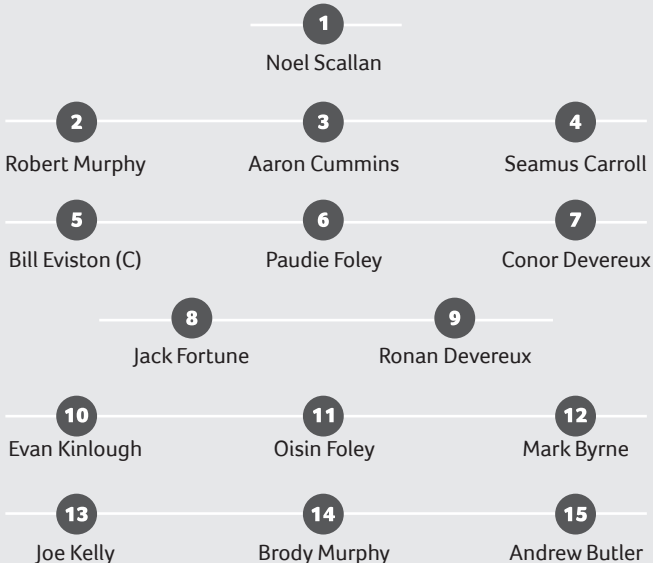 1
Noel Scallan
2 3 4
Robert Murphy Aaron Cummins Seamus Carroll
5 6 7
Bill Eviston (C) Paudie Foley Conor Devereux
8 9
Jack Fortune Ronan Devereux
10 11 12
Evan Kinlough Oisin Foley Mark Byrne
13 14 15
Joe Kelly Brody Murphy Andrew Butler